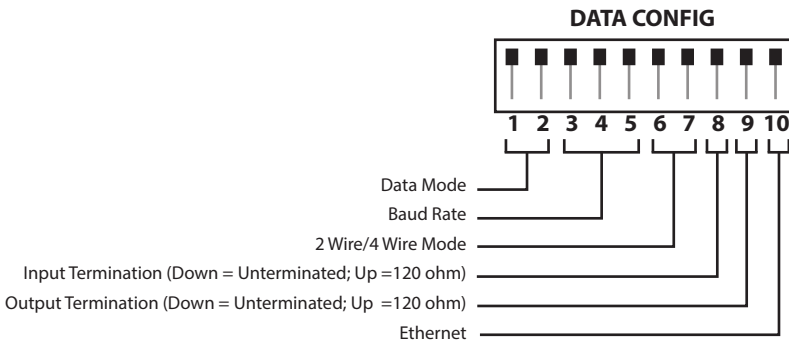 DATA CONFIG
1 2 3 4 5 6 7 8 9 10
Data Mode
Baud Rate
2 Wire/4 Wire Mode
Input Termination (Down = Unterminated; Up =120 ohm)
Output Termination (Down = Unterminated; Up =120 ohm)
Ethernet